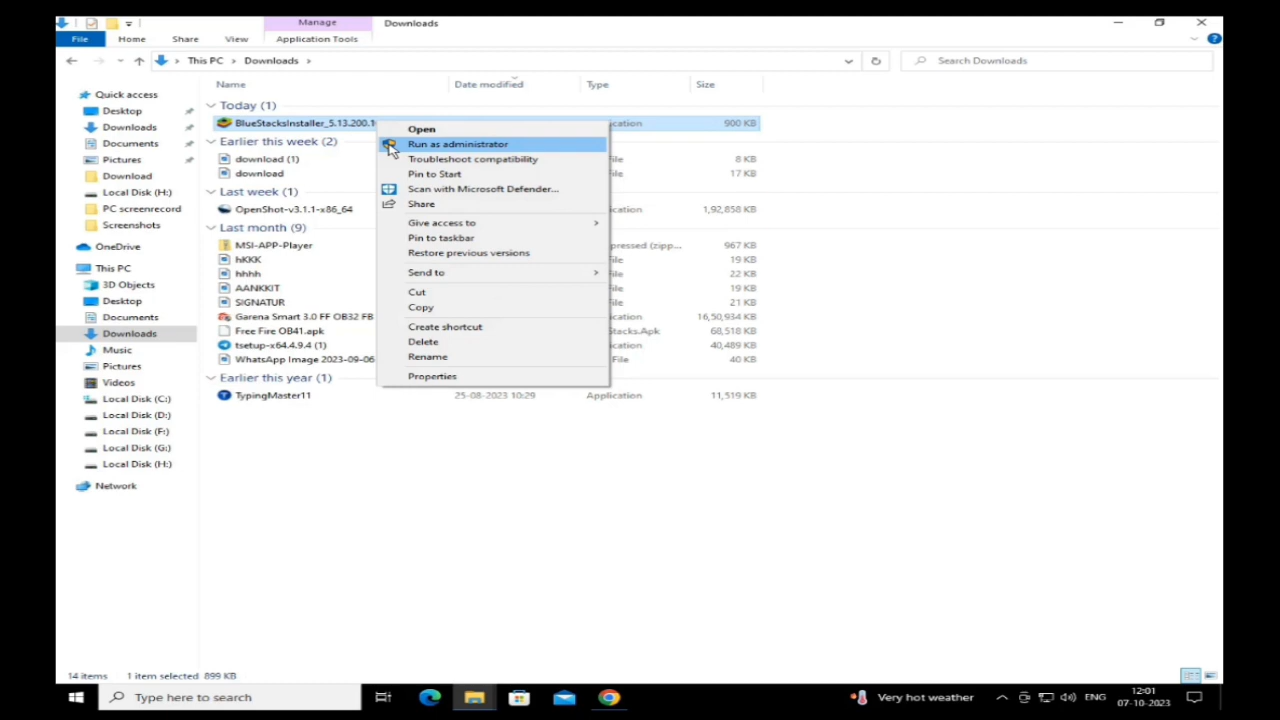 Manage
Downloads
File
Home
Share
View
Application Tools
This PC
Downloads
Search Downloads
Name
Date modified
Type
Size
Quick access
Desktop
Downloads
Documents
Pictures
Download
Local Disk (H:)
PC screenrecord
Screenshots
OneDrive
This PC
3D Objects
Desktop
Documents
Downloads
Music
Pictures
Videos
Local Disk (C:)
Local Disk (D:)
Local Disk (F:)
Local Disk (G:)
Local Disk (H:)
Network
Today (1)
BlueStacksInstaller_5.13.200.1
cation
900 KB
Earlier this week (2)
download (1)
File
8 KB
download
File
17 KB
Last week (1)
OpenShot-v3.1.1-x86_64
cation
1,92,858 KB
Last month (9)
MSI-APP-Player
pressed (zipp...
967 KB
hKKK
File
19 KB
hhhh
File
22 KB
AANKKIT
File
19 KB
SIGNATUR
File
21 KB
Garena Smart 3.0 FF OB32 FB
cation
16,50,934 KB
Free Fire OB41.apk
Stacks.Apk
68,518 KB
tsetup-x64.4.9.4 (1)
cation
40,489 KB
WhatsApp Image 2023-09-06
File
40 KB
Earlier this year (1)
TypingMaster11
25-08-2023 10:29
Application
11,519 KB
Open
Run as administrator
Troubleshoot compatibility
Pin to Start
Scan with Microsoft Defender...
Share
Give access to
Pin to taskbar
Restore previous versions
Send to
Cut
Copy
Create shortcut
Delete
Rename
Properties
14 items
1 item selected 899 KB
Type here to search
Very hot weather
ENG
12:01
07-10-2023